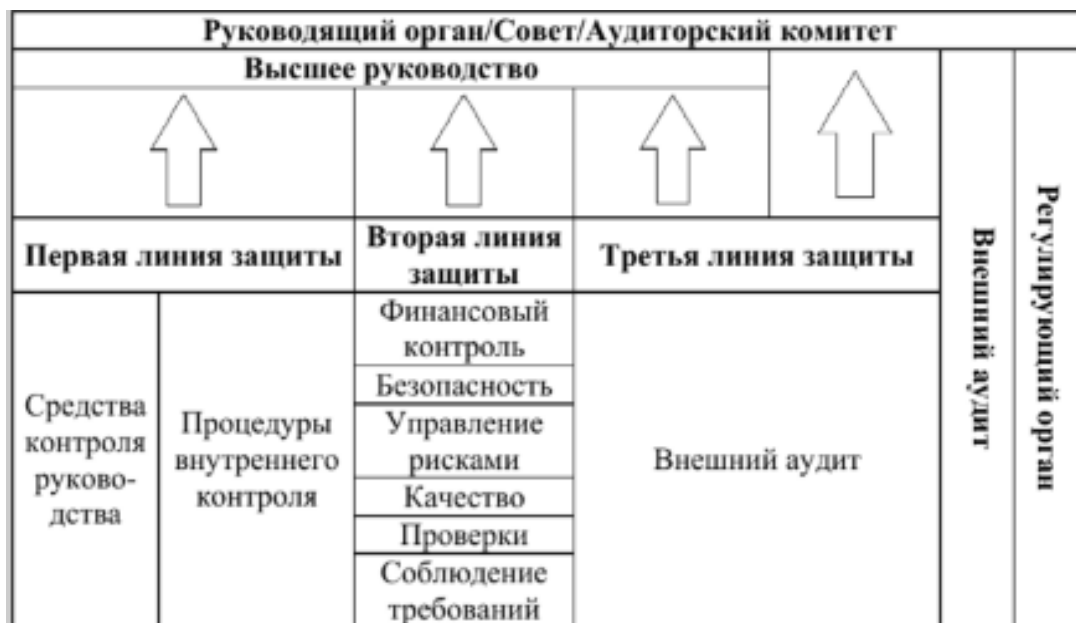 Руководящий орган/Совет/Аудиторский комитет
Высшее руководство
Первая линия защиты
Вторая линия
защиты
Третья линия защиты
Средства
контроля
руково-
дства
Процедуры
внутреннего
контроля
Финансовый
контроль
Безопасность
Управление
рисками
Качество
Проверки
Соблюдение
требований
Внешний аудит
Внешний аудит
Регулирующий орган